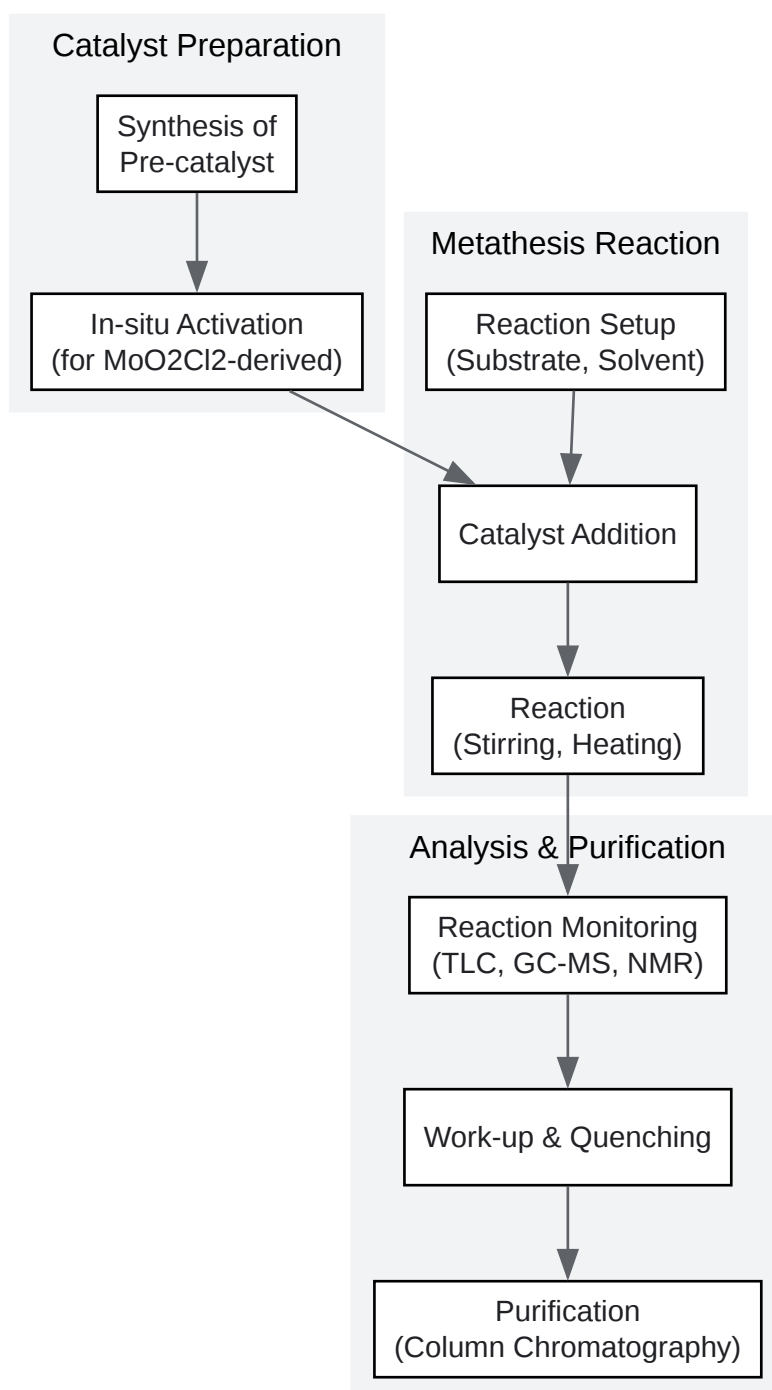 Catalyst Preparation
Synthesis of
Pre-catalyst
In-situ Activation
(for MoO2Cl2-derived)
Metathesis Reaction
Reaction Setup
(Substrate, Solvent)
Catalyst Addition
Reaction
(Stirring, Heating)
Analysis & Purification
Reaction Monitoring
(TLC, GC-MS, NMR)
Work-up & Quenching
Purification
(Column Chromatography)